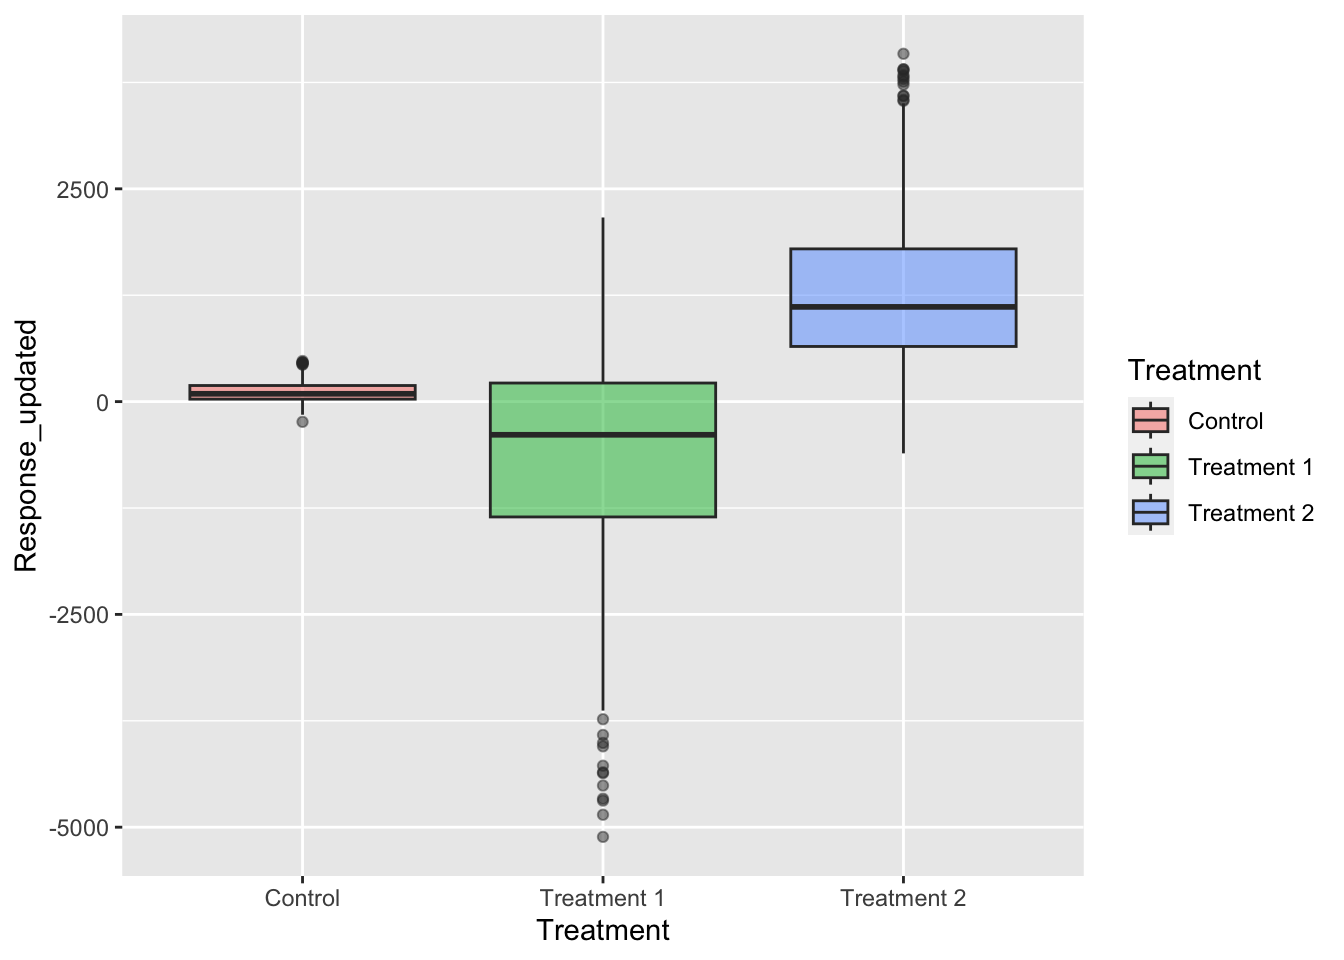 Response_updated
2500
0
-2500
-5000
Control
Treatment 1
Treatment 2
Treatment
Treatment
Control
Treatment 1
Treatment 2